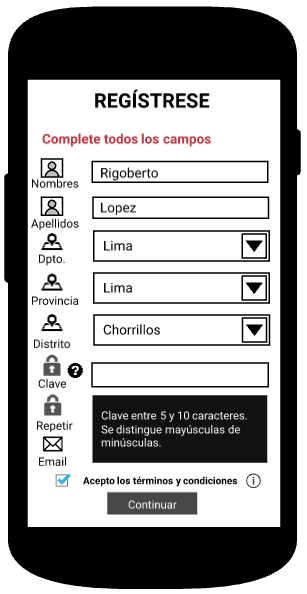 REGÍSTRESE
Complete todos los campos
Nombres
Rigoberto
Apellidos
Lopez
Dpto.
Lima
Provincia
Lima
Distrito
Chorrillos
Clave
?
Repetir
Clave entre 5 y 10 caracteres.
Se distingue mayúsculas de
minúsculas.
Email
Acepto los términos y condiciones i
Continuar